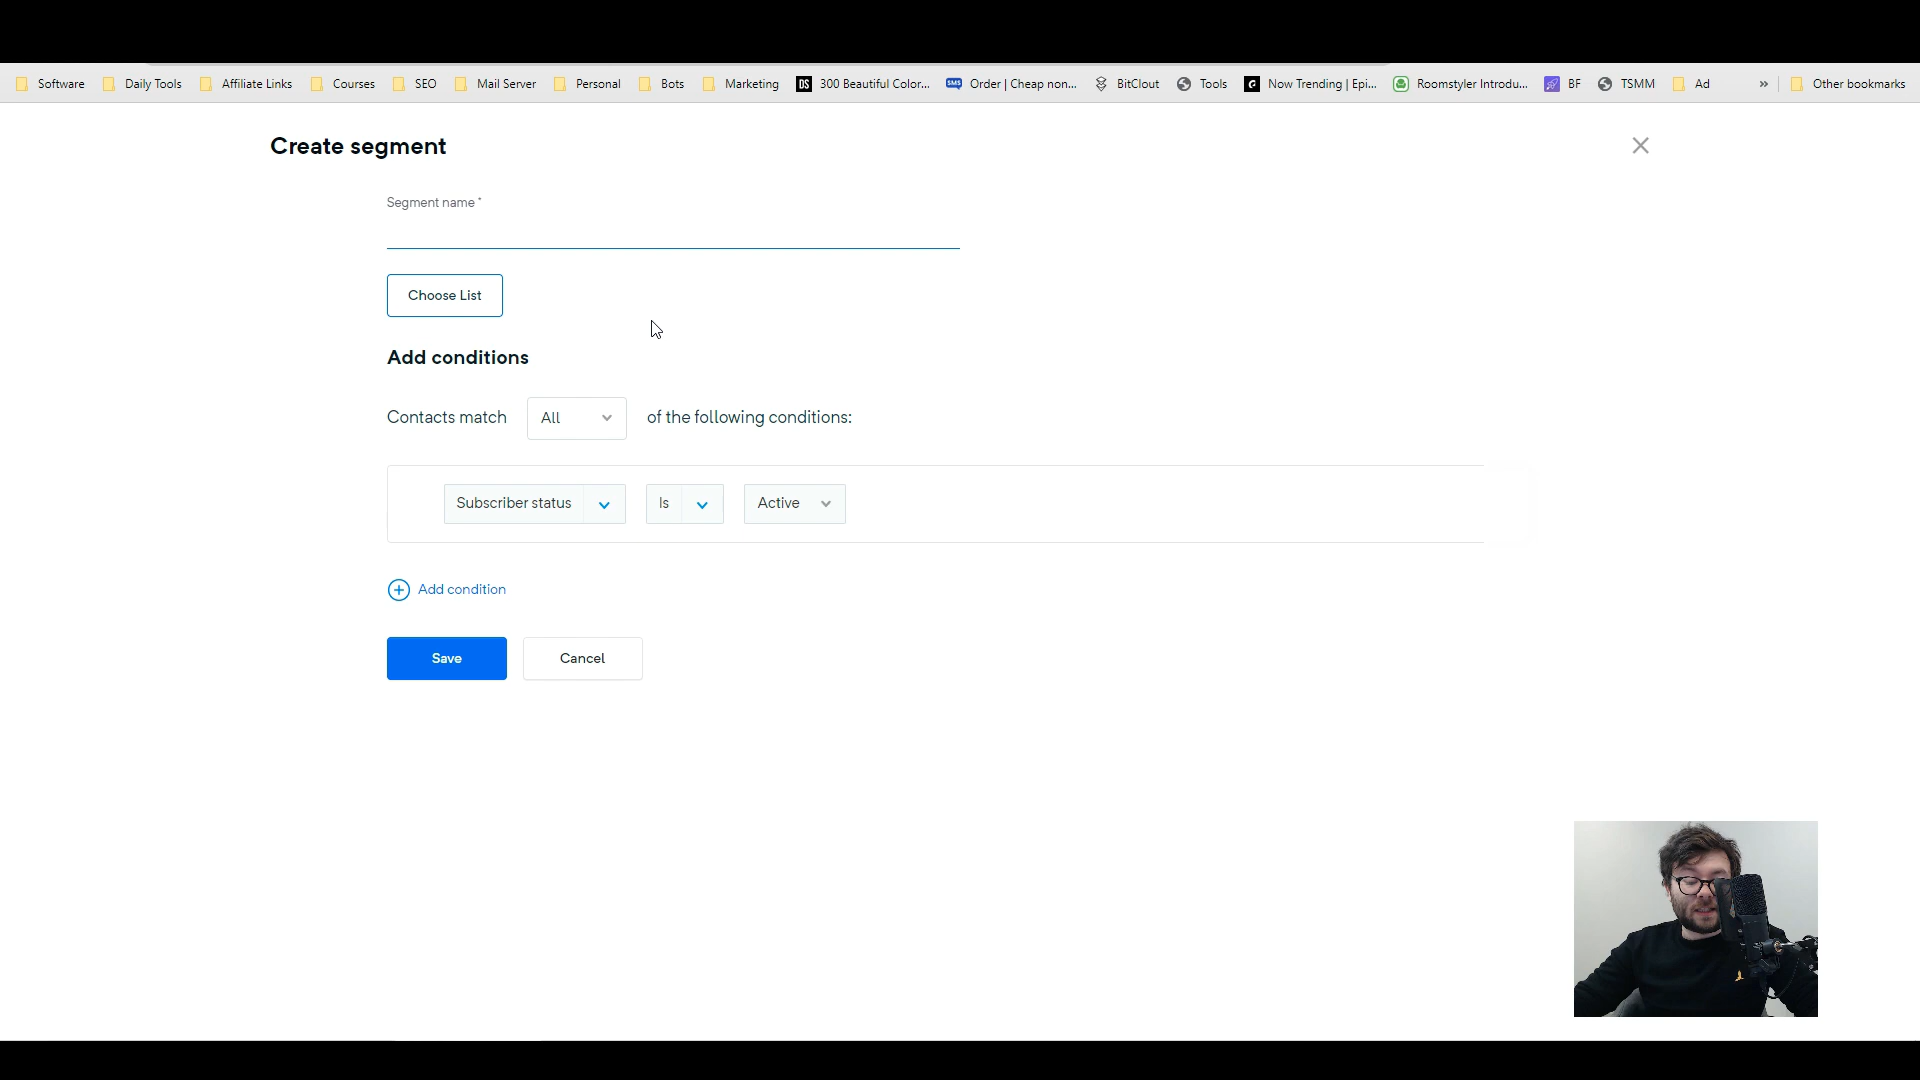 Software Daily Tools Affiliate Links Courses SEO Mail Server Personal Bots Marketing DS 300 Beautiful Color... SMS Order | Cheap non... BitClout Tools G Now Trending | Epi... Roomstyler Introdu... BF TSMM Ad » Other bookmarks
Create segment
Segment name *
Choose List
Add conditions
Contacts match All of the following conditions:
Subscriber status Is Active
Add condition
Save Cancel